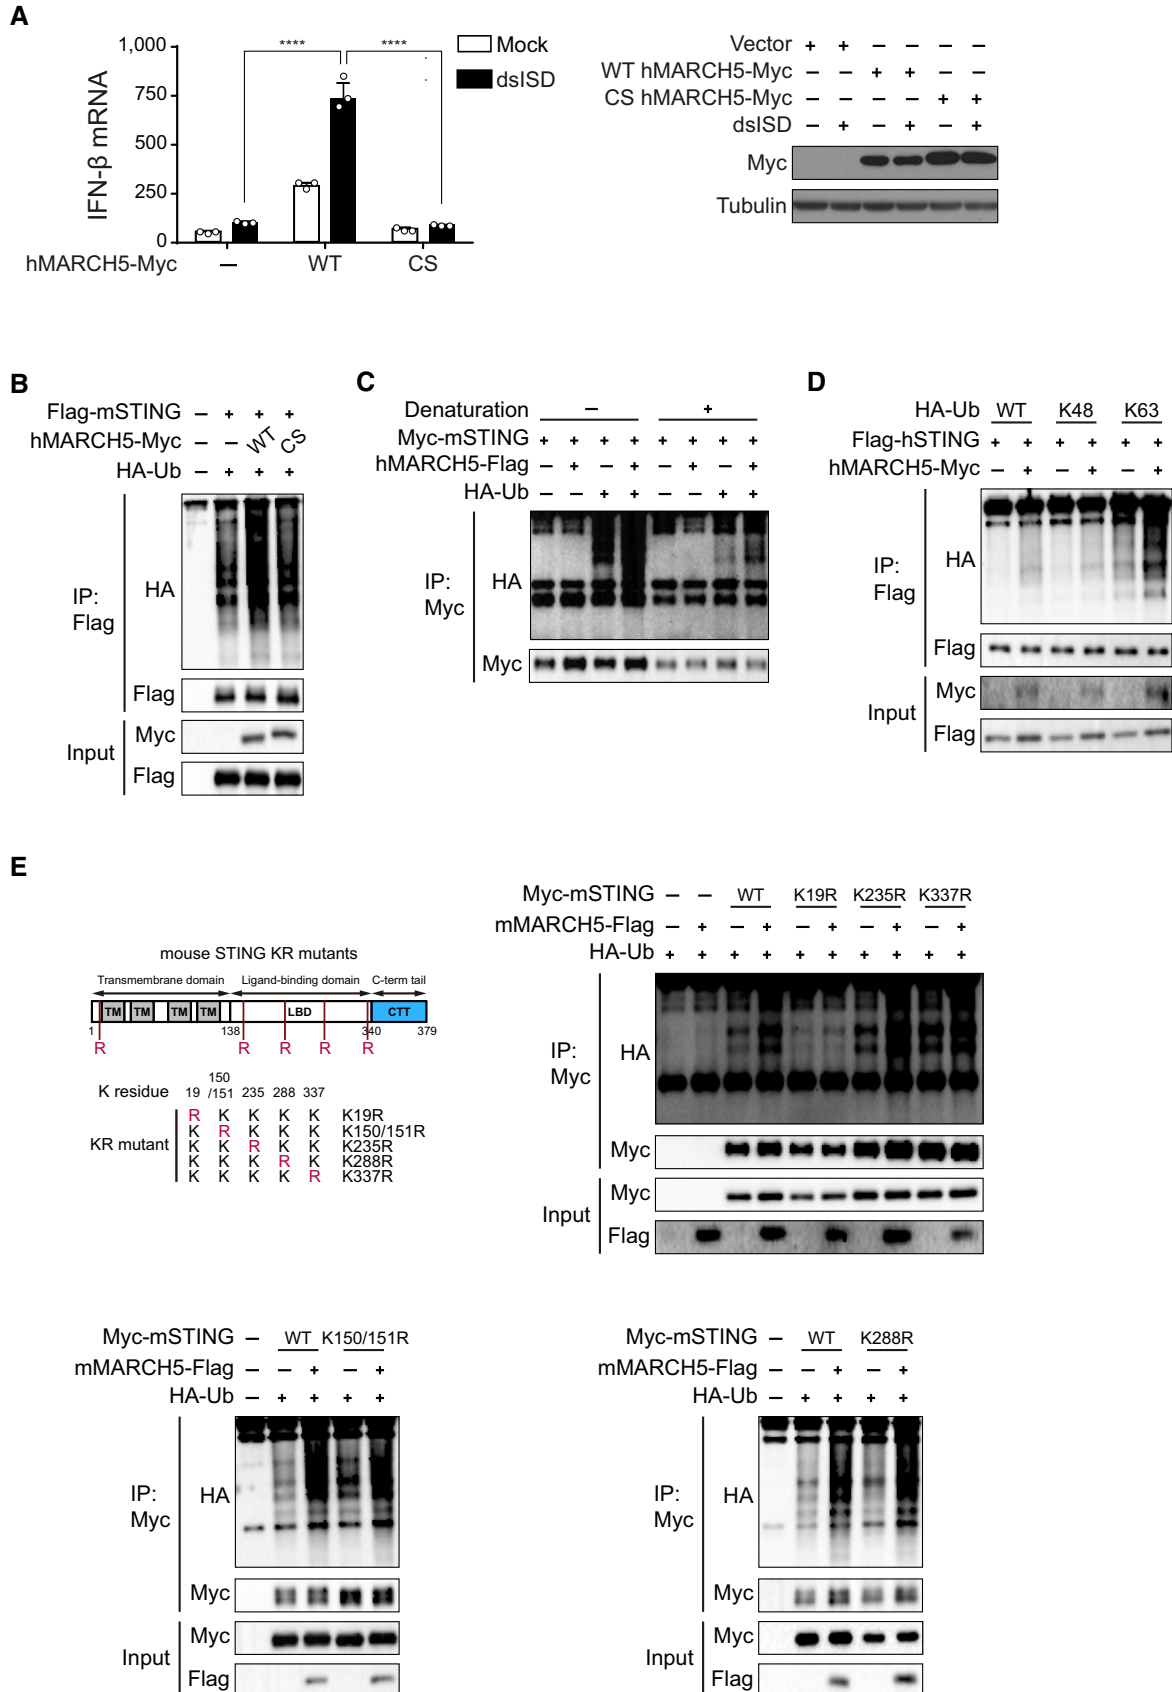 A
1,000
750
500
250
0
IFN-β mRNA
**** ****
Mock
dsISD
hMARCH5-Myc — WT CS
Vector + + – – – –
WT hMARCH5-Myc – – + + – –
CS hMARCH5-Myc – – – – + +
dsISD – + – + – +
Myc
Tubulin
B
Flag-mSTING – + + +
hMARCH5-Myc – – WT CS
HA-Ub – + + +
IP: Flag
HA
Flag
Input
Myc
Flag
C
Denaturation – +
Myc-mSTING + + + + + + + +
hMARCH5-Flag – + – + – + – +
HA-Ub – – + + – – + +
IP: Myc
HA
Myc
D
HA-Ub WT K48 K63
Flag-hSTING + + + + + +
hMARCH5-Myc – + – + – +
IP: Flag
HA
Flag
Input
Myc
Flag
E
mouse STING KR mutants
Transmembrane domain Ligand-binding domain C-term tail
TM TM TM TM LBD CTT
1 138 340 379
R R R R R
K residue 19 150/151 235 288 337
KR mutant
R K K K K K19R
K R K K K K150/151R
K K R K K K235R
K K K R K K288R
K K K K R K337R
Myc-mSTING – – WT K19R K235R K337R
mMARCH5-Flag – + – + – + – + – +
HA-Ub + + + + + + + + + +
IP: Myc
HA
Myc
Input
Myc
Flag
Myc-mSTING – WT K150/151R
mMARCH5-Flag – – + – +
HA-Ub – + + + +
IP: Myc
HA
Myc
Input
Myc
Flag
Myc-mSTING – WT K288R
mMARCH5-Flag – – + – +
HA-Ub – + + + +
IP: Myc
HA
Myc
Input
Myc
Flag